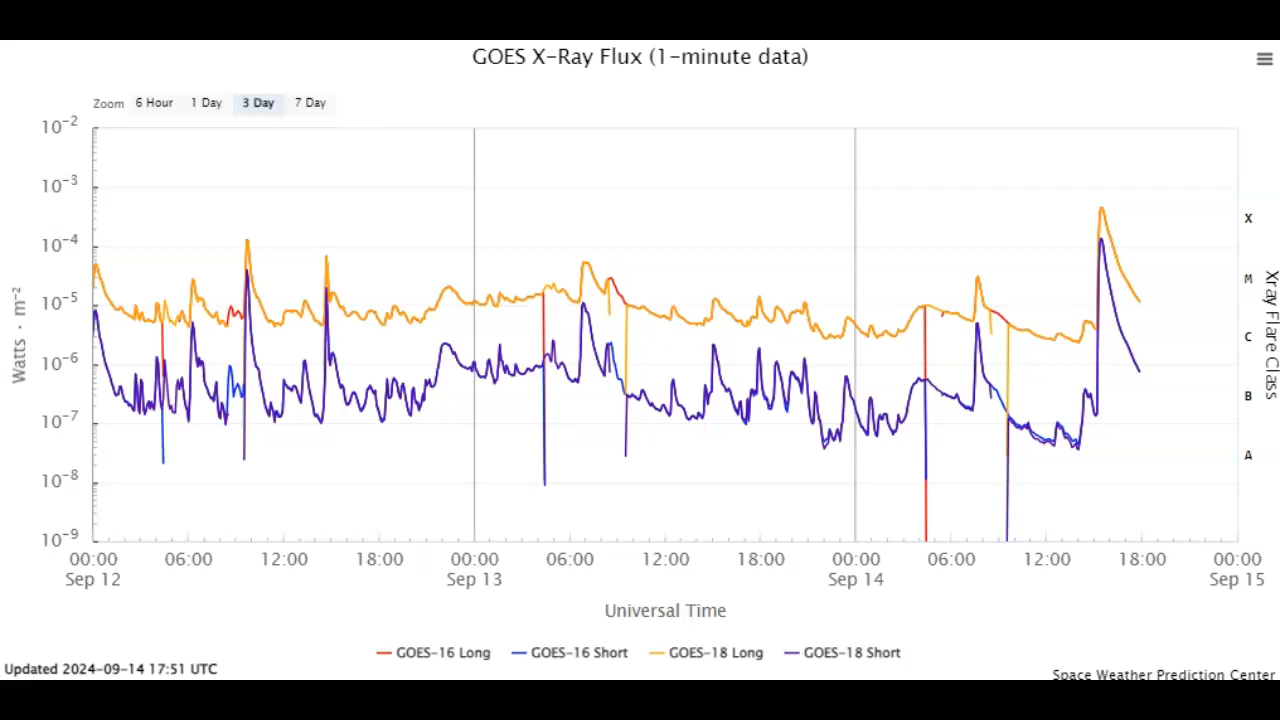 GOES X-Ray Flux (1-minute data)
Zoom 6 Hour 1 Day 3 Day 7 Day
10⁻²
10⁻³
10⁻⁴
10⁻⁵
10⁻⁶
10⁻⁷
10⁻⁸
10⁻⁹
Watts · m⁻²
X
M
C
B
A
Xray Flare Class
00:00 06:00 12:00 18:00 00:00 06:00 12:00 18:00 00:00 06:00 12:00 18:00 00:00
Sep 12 Sep 13 Sep 14 Sep 15
Universal Time
GOES-16 Long GOES-16 Short GOES-18 Long GOES-18 Short
Updated 2024-09-14 17:51 UTC
Space Weather Prediction Center